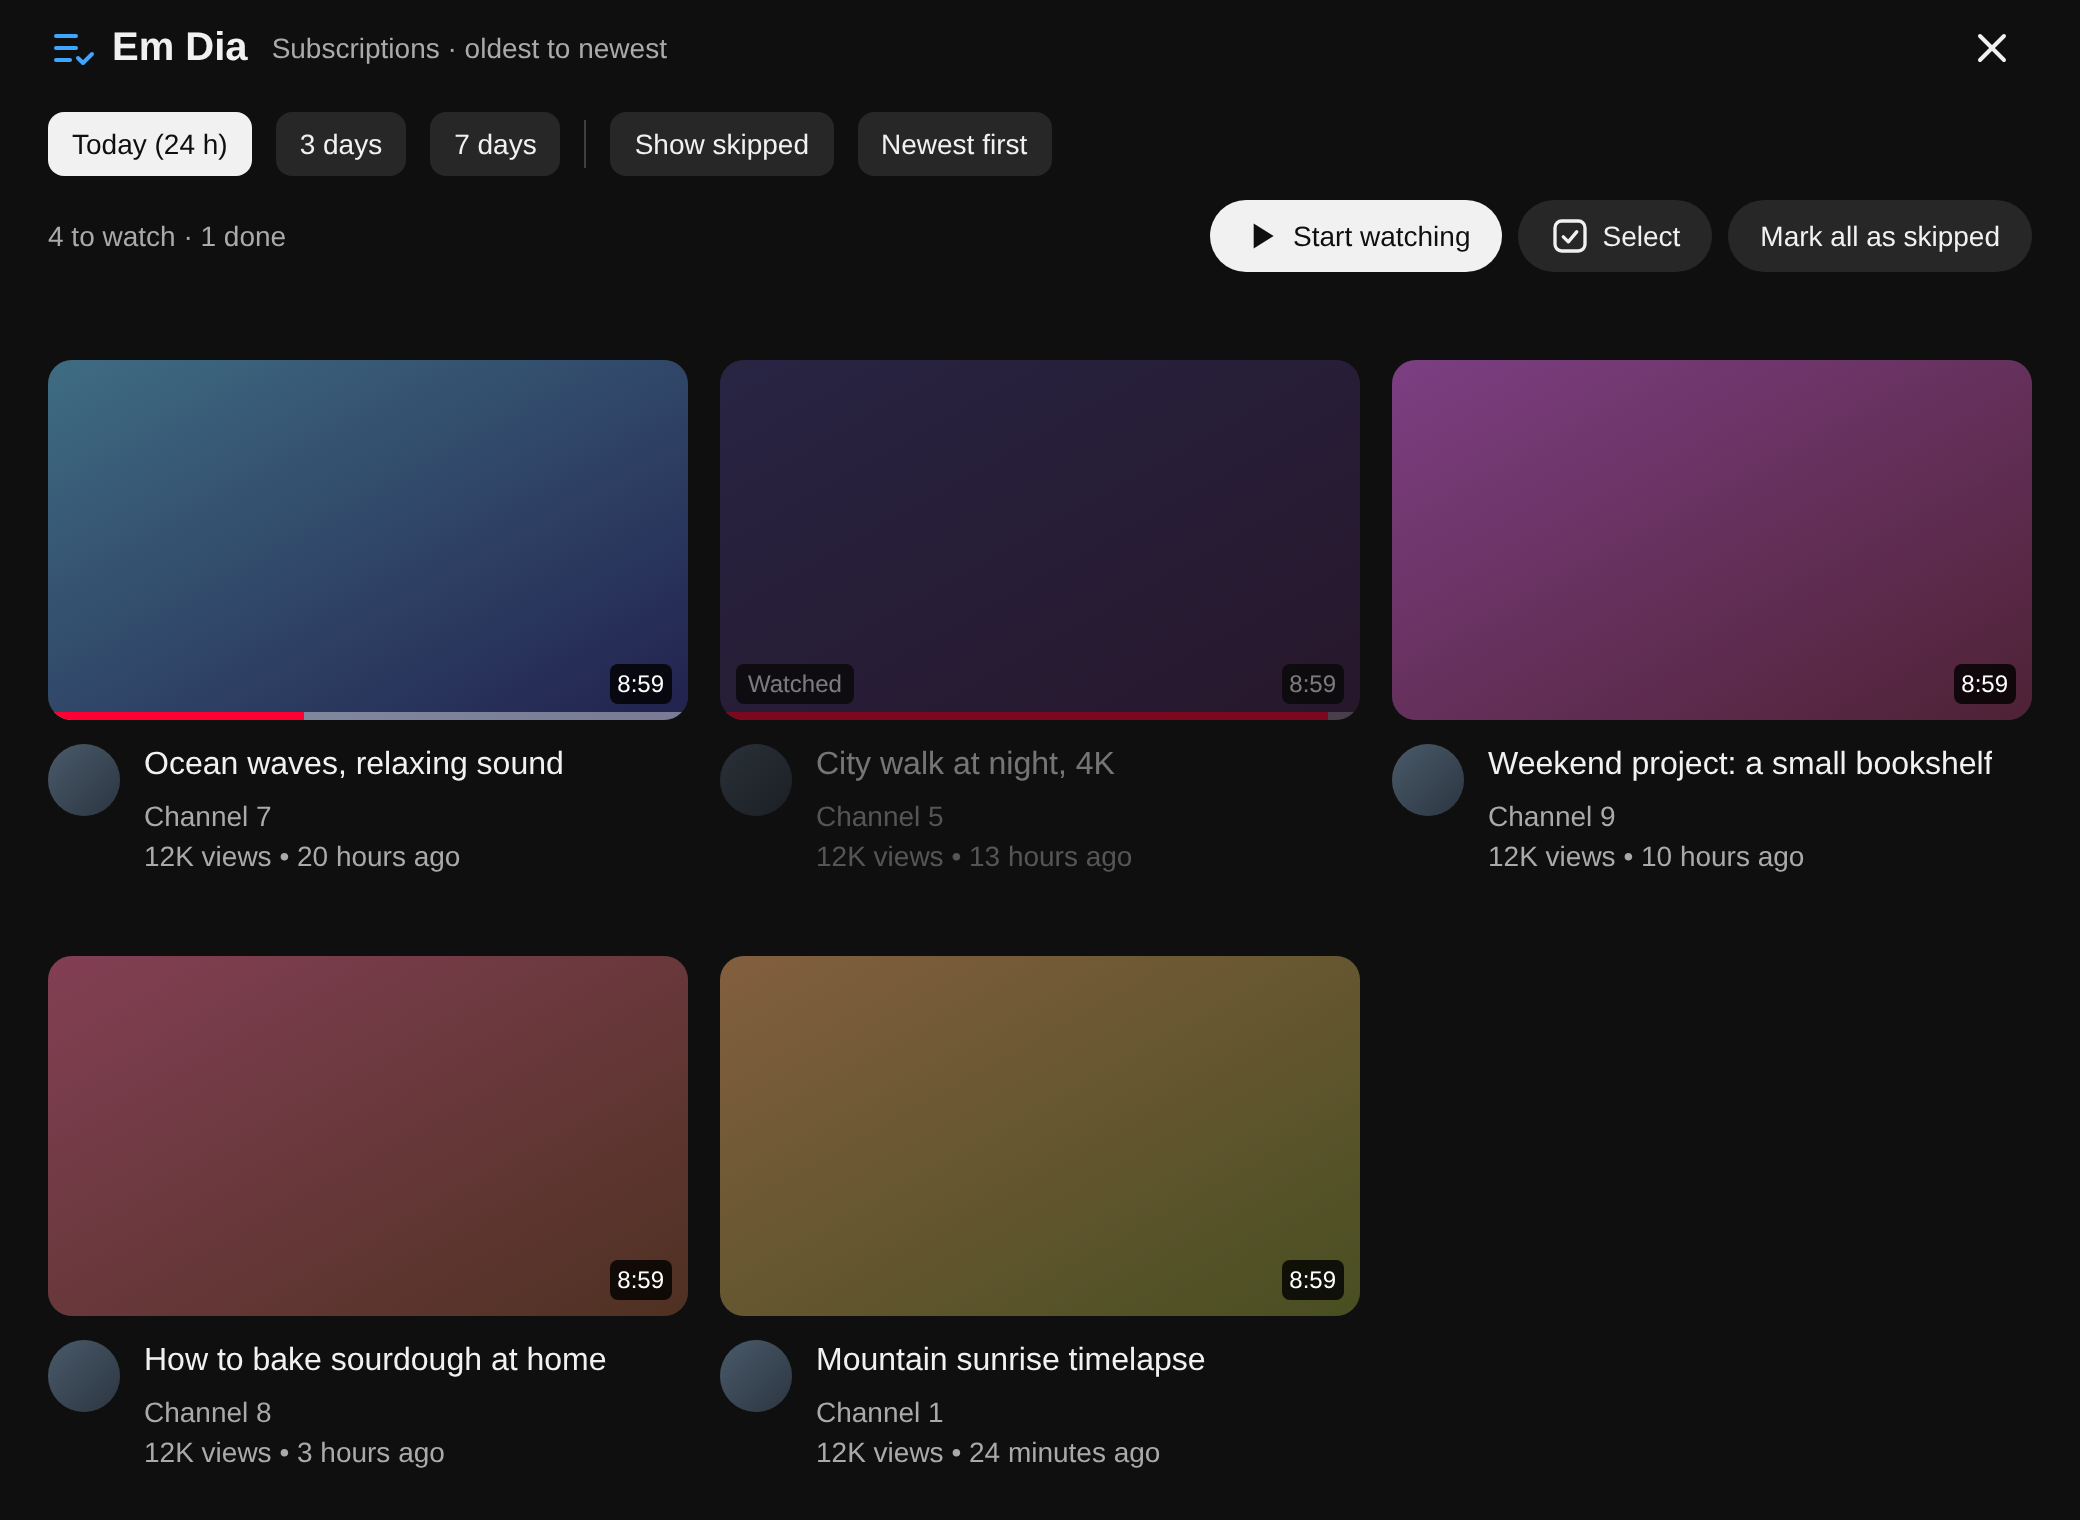 Em Dia Subscriptions · oldest to newest
Today (24 h) 3 days 7 days Show skipped Newest first
4 to watch · 1 done Start watching Select Mark all as skipped
8:59
Watched 8:59
8:59
Ocean waves, relaxing sound
Channel 7
12K views • 20 hours ago
City walk at night, 4K
Channel 5
12K views • 13 hours ago
Weekend project: a small bookshelf
Channel 9
12K views • 10 hours ago
8:59
8:59
How to bake sourdough at home
Channel 8
12K views • 3 hours ago
Mountain sunrise timelapse
Channel 1
12K views • 24 minutes ago